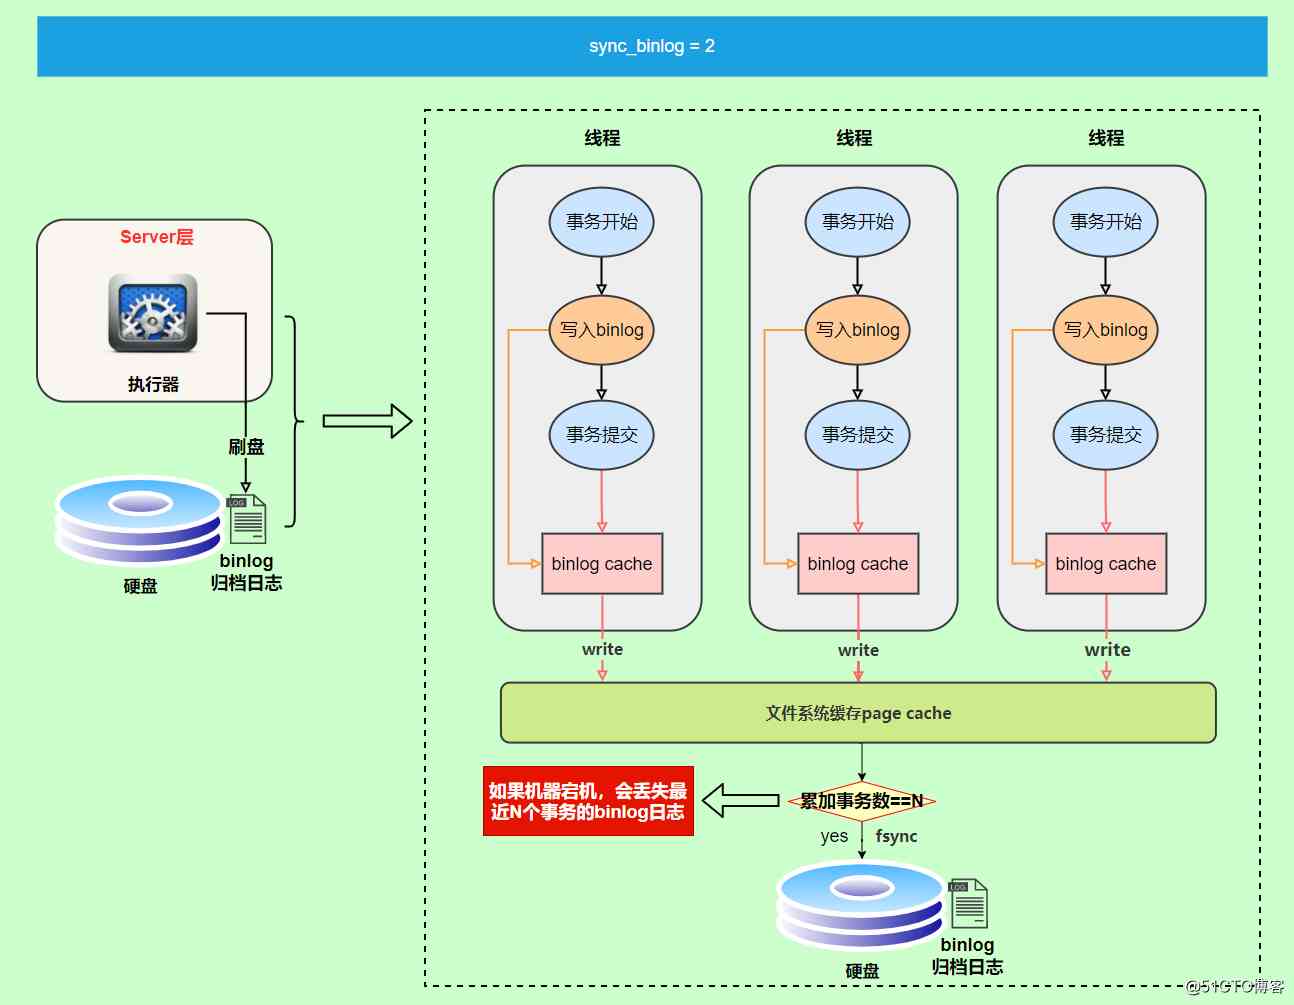 sync_binlog = 2
Server层
执行器
刷盘
LOG
binlog
归档日志
硬盘
线程
线程
线程
事务开始
事务开始
事务开始
写入binlog
写入binlog
写入binlog
事务提交
事务提交
事务提交
binlog cache
binlog cache
binlog cache
write
write
write
文件系统缓存page cache
如果机器宕机，会丢失最
近N个事务的binlog日志
累加事务数==N
yes
fsync
LOG
binlog
归档日志
硬盘
@51CTO博客